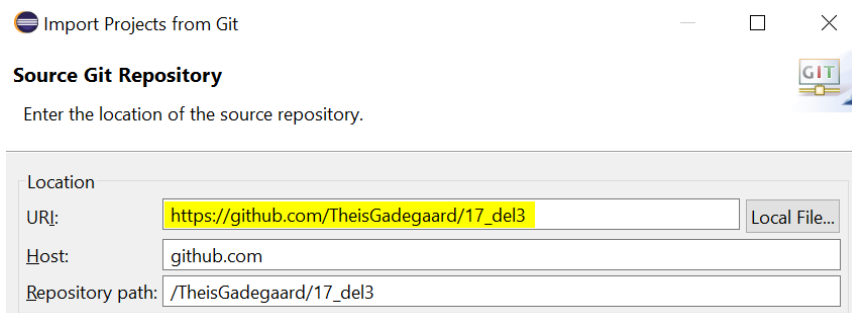 Import Projects from Git
Source Git Repository
GIT
Enter the location of the source repository.
Location
URI: https://github.com/TheisGadegaard/17_del3 Local File...
Host: github.com
Repository path: /TheisGadegaard/17_del3